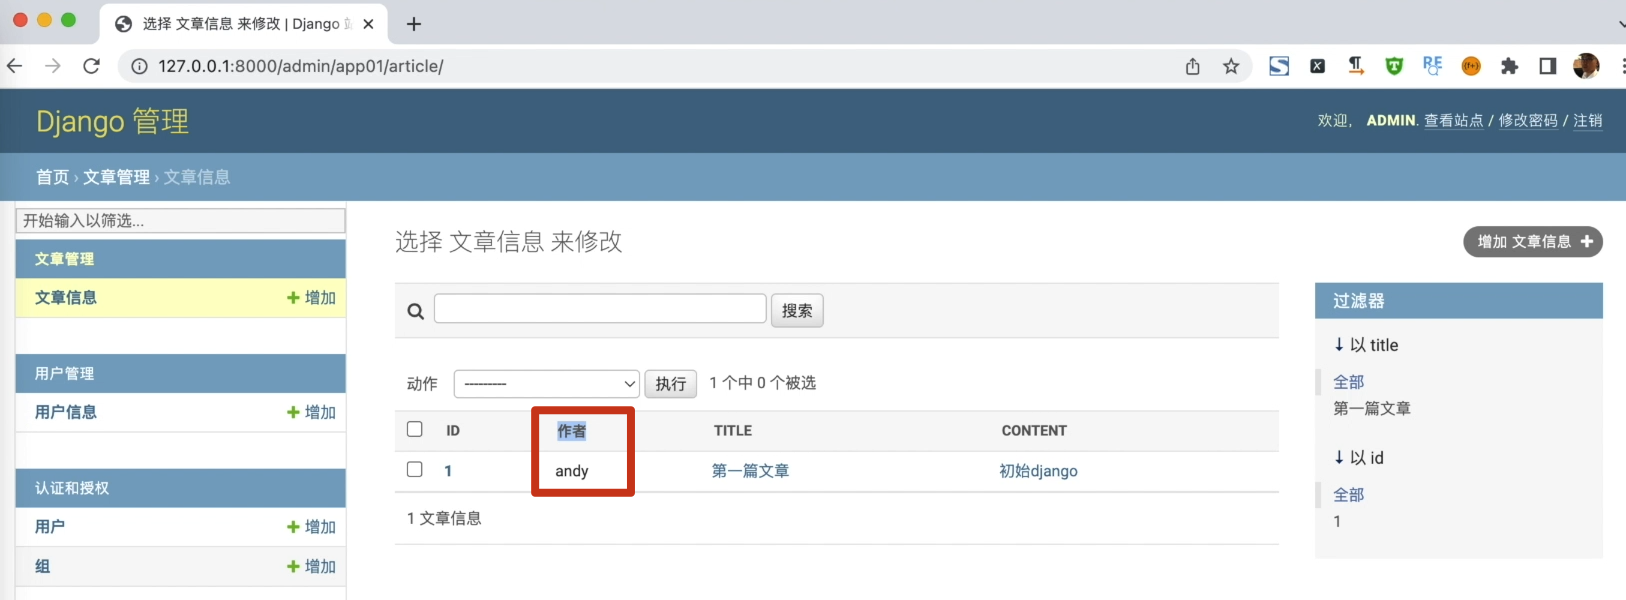 选择 文章信息 来修改 | Django 站
127.0.0.1:8000/admin/app01/article/
Django 管理
欢迎, ADMIN. 查看站点 / 修改密码 / 注销
首页 › 文章管理 › 文章信息
开始输入以筛选...
文章管理
文章信息 + 增加
用户管理
用户信息 + 增加
认证和授权
用户 + 增加
组 + 增加
选择 文章信息 来修改
增加 文章信息 +
搜索
动作 --------- 执行 1 个中 0 个被选
ID 作者 TITLE CONTENT
1 andy 第一篇文章 初始django
1 文章信息
过滤器
↓ 以 title
全部
第一篇文章
↓ 以 id
全部
1